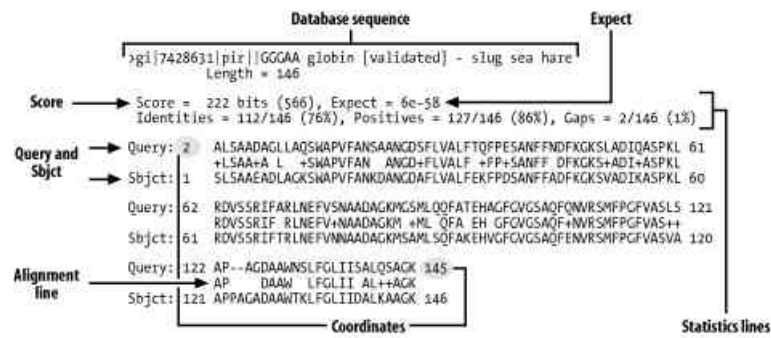 Database sequence
Expect
>gi|7428631|pir||GGGAA globin [validated] - slug sea hare
Length = 146
Score
Score = 222 bits (566), Expect = 6e-58
Identities = 112/146 (76%), Positives = 127/146 (86%), Gaps = 2/146 (1%)
Query and Sbjct
Query: 2 ALSAADAGLLAQSWAPVFANSAANGDSFLVALFTQFPESANFFNDFKGKSLADIQASPKL 61
+LSAA+A L +SWAPVFAN ANGD+FLVALF +FP+SANFF DFKGKS+ADI+ASPKL
Sbjct: 1 SLSAAEADLAGKSWAPVFANKDANGDAFLVALFEKFPDSANFFADFKGKSVADIKASPKL 60
Query: 62 RDVSSRIFARLNEFVSNAADAGKMGSMLQQFATEHAGFGVGSAQFQNVRSMFPGFVASLS 121
RDVSSRIF RLNEFV+NAADAGKM +ML QFA EH GFGVGSAQF+NVRSMFPGFVAS++
Sbjct: 61 RDVSSRIFTRLNEFVNNAADAGKMSAMLSQFAKEHVGFGVGSAQFENVRSMFPGFVASVA 120
Alignment line
Query: 122 AP--AGDAAWNSLFGLIISALQSAGK 145
AP DAAW LFGLII AL++AGK
Sbjct: 121 APPAGADAAWTKLFGLIIDALKAAGK 146
Coordinates
Statistics lines